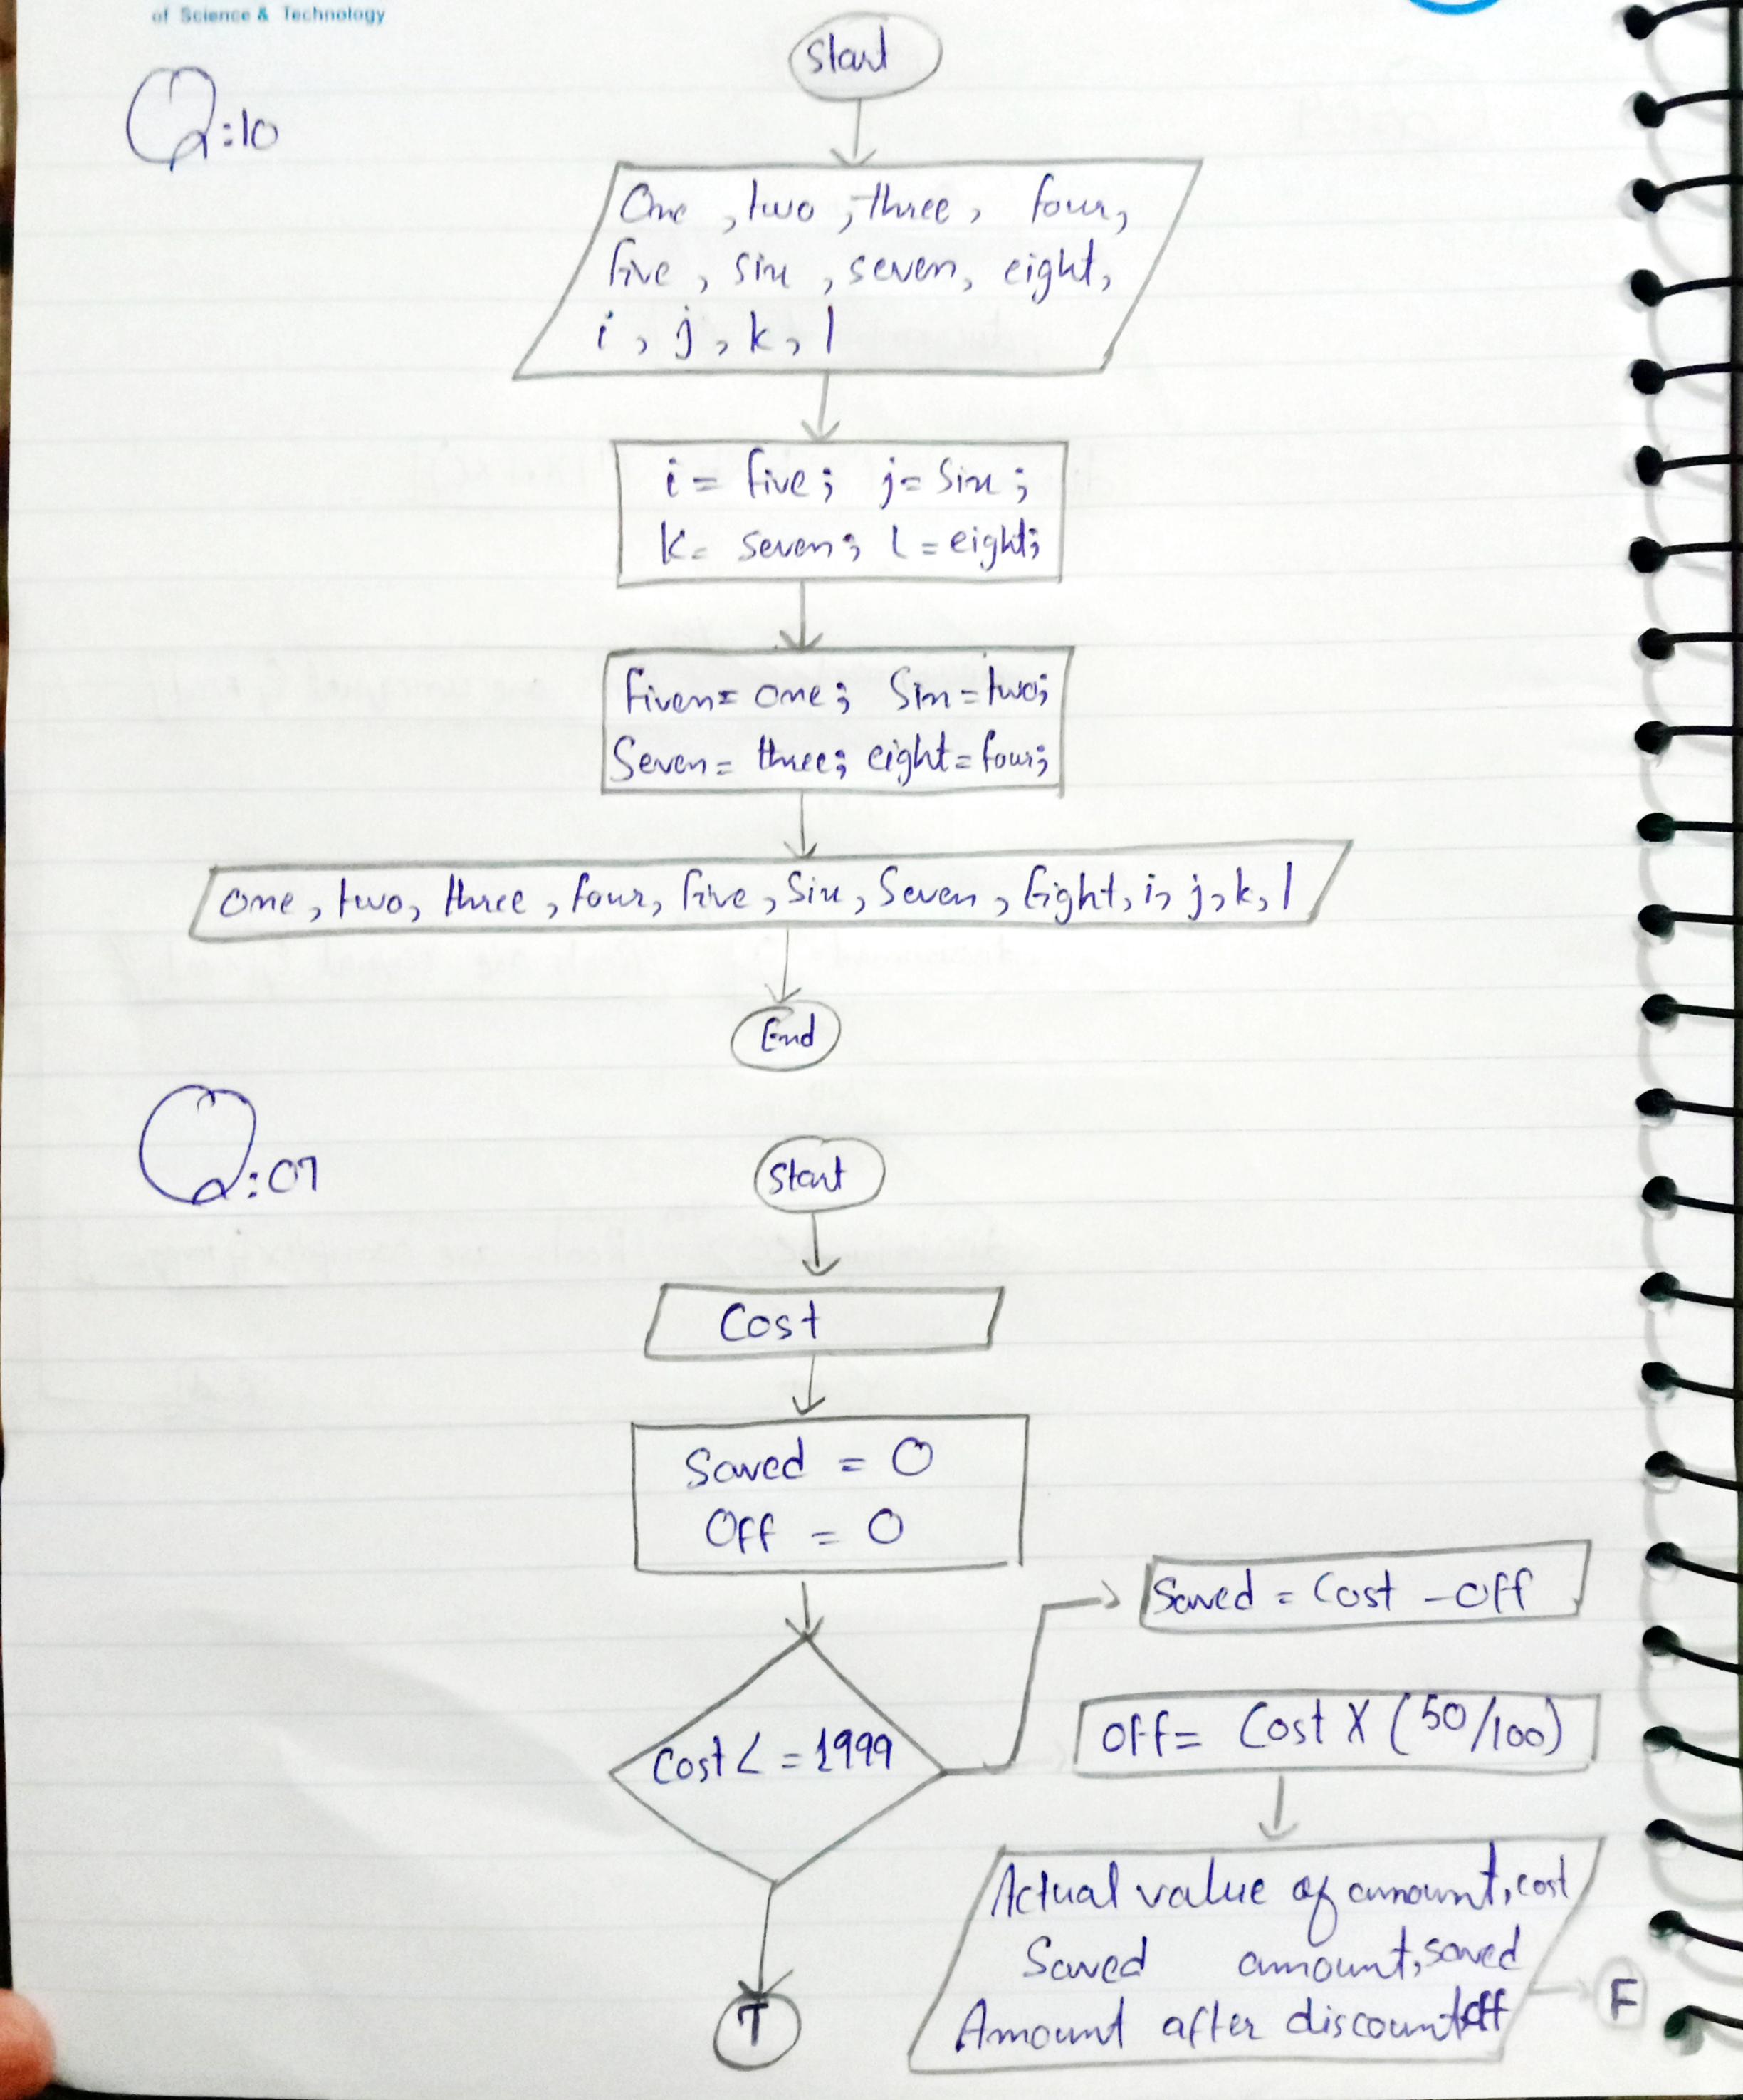 of Science & Technology
Q:10
Start
One , two , three , four,
five , six , seven, eight,
i , j , k , l
i = five ; j = Six ;
k = seven ; l = eight;
Fiven = one ; Six = two;
Seven = three; eight = four;
one, two, three, four, five, Six, Seven, Eight, i, j, k, l
End
Q:07
Start
Cost
Saved = 0
Off = 0
Saved = Cost - Off
Off = Cost X (50/100)
Cost < = 1999
Actual value of amount, cost
Saved amount, saved
Amount after discount off
F
T